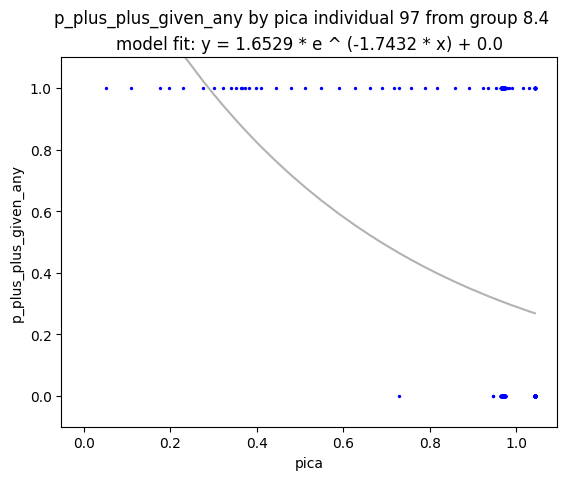 p_plus_plus_given_any by pica individual 97 from group 8.4
model fit: y = 1.6529 * e ^ (-1.7432 * x) + 0.0
1.0
0.8
0.6
0.4
0.2
0.0
p_plus_plus_given_any
0.0 0.2 0.4 0.6 0.8 1.0
pica